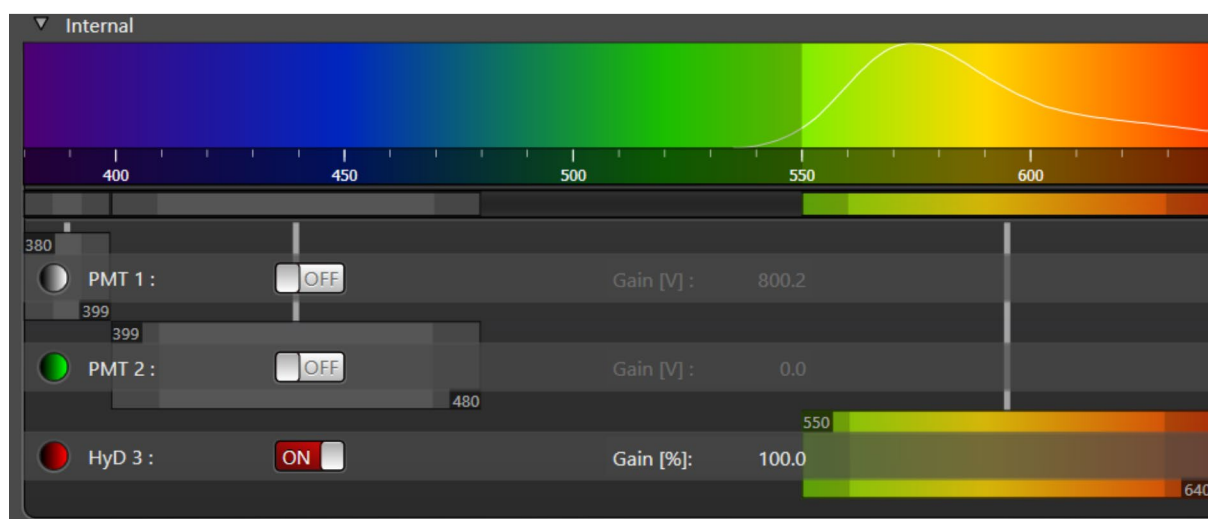 Internal
400 450 500 550 600
380
PMT 1 : OFF Gain [V] : 800.2
399
399
PMT 2 : OFF Gain [V] : 0.0
480
550
HyD 3 : ON Gain [%]: 100.0
640